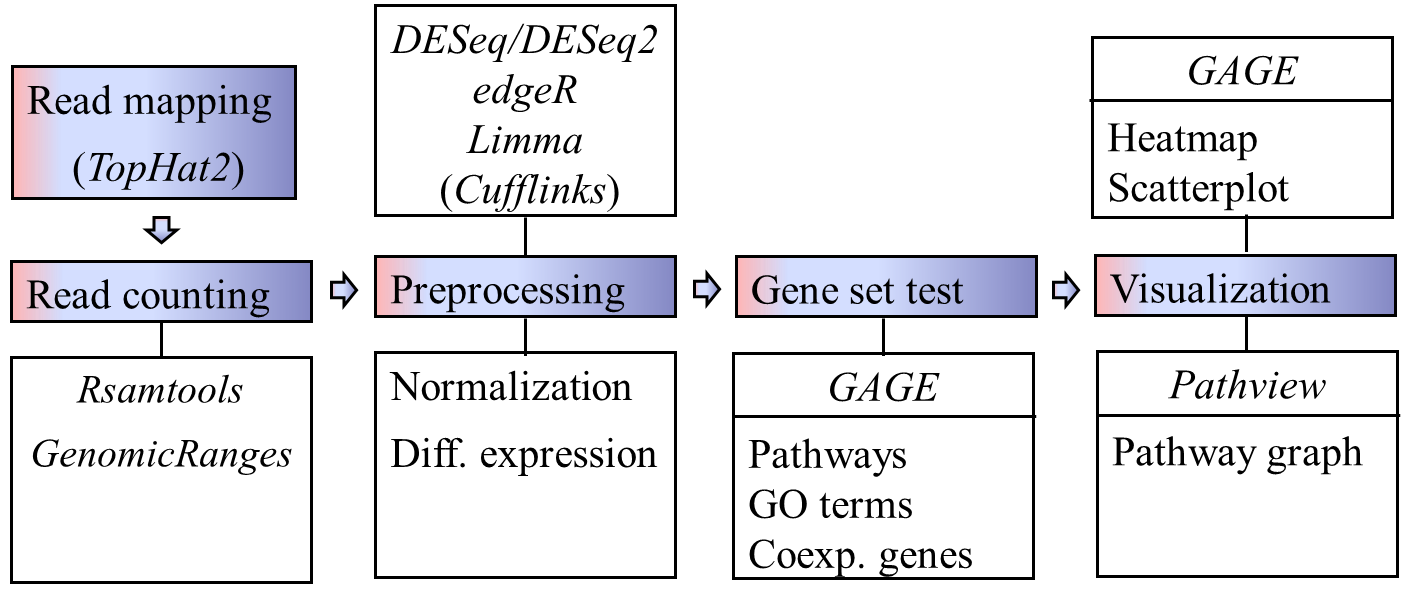 Read mapping
(TopHat2)
Read counting
Rsamtools
GenomicRanges
DESeq/DESeq2
edgeR
Limma
(Cufflinks)
Preprocessing
Normalization
Diff. expression
Gene set test
GAGE
Pathways
GO terms
Coexp. genes
GAGE
Heatmap
Scatterplot
Visualization
Pathview
Pathway graph